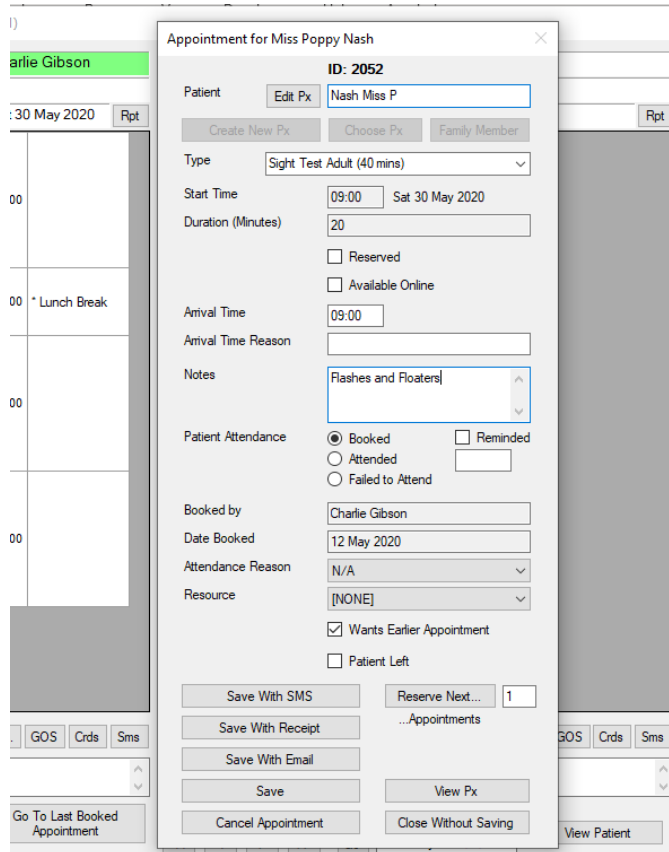 Appointment for Miss Poppy Nash
arlie Gibson
ID: 2052
Patient Edit Px Nash Miss P
30 May 2020 Rpt
Rpt
Create New Px Choose Px Family Member
Type Sight Test Adult (40 mins)
Start Time 09:00 Sat 30 May 2020
00
Duration (Minutes) 20
Reserved
Available Online
00 * Lunch Break
Arrival Time 09:00
Arrival Time Reason
Notes Flashes and Floaters
00
Patient Attendance Booked Reminded
Attended
Failed to Attend
Booked by Charlie Gibson
00
Date Booked 12 May 2020
Attendance Reason N/A
Resource [NONE]
Wants Earlier Appointment
Patient Left
Save With SMS Reserve Next... 1
...Appointments
Save With Receipt
GOS Crds Sms
GOS Crds Sms
Save With Email
Save View Px
Go To Last Booked
Appointment
Cancel Appointment Close Without Saving
View Patient